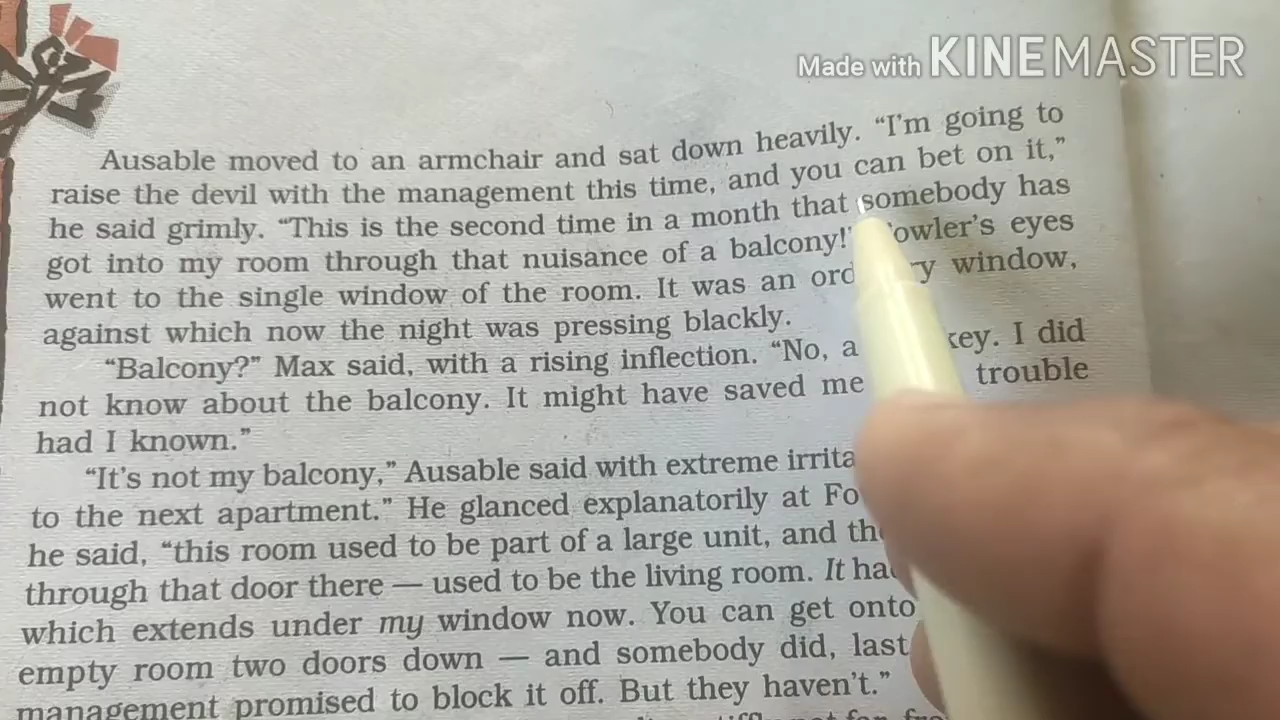 Made with KINEMASTER
Ausable moved to an armchair and sat down heavily. “I’m going to
raise the devil with the management this time, and you can bet on it,”
he said grimly. “This is the second time in a month that somebody has
got into my room through that nuisance of a balcony!” Fowler’s eyes
went to the single window of the room. It was an window,
against which now the night was pressing blackly.
“Balcony?” Max said, with a rising inflection. “No, a I did
not know about the balcony. It might have saved me trouble
had I known.”
“It’s not my balcony,” Ausable said with extreme
to the next apartment.” He glanced explanatorily at
he said, “this room used to be part of a large unit, and
through that door there — used to be the living room. It
which extends under my window now. You can get onto
empty room two doors down — and somebody did, last
management promised to block it off. But they haven’t.”